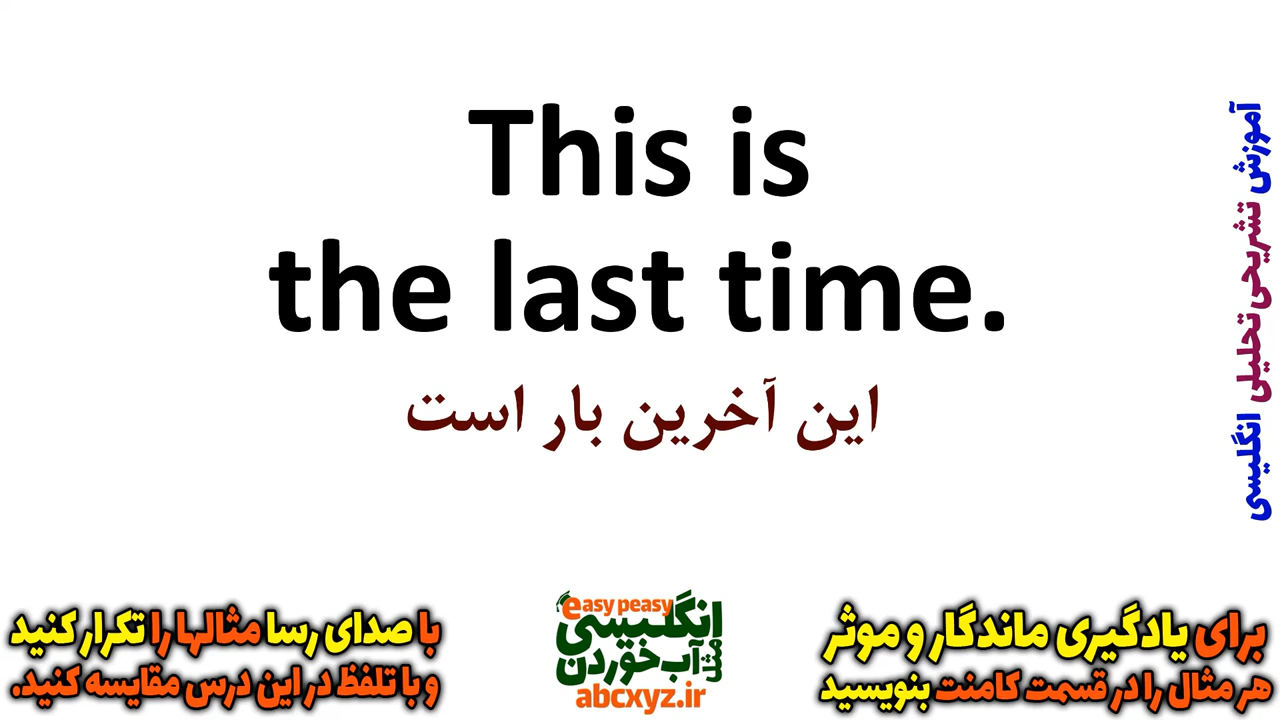 This is
the last time.
این آخرین بار است
آموزش تشریحی تحلیلی انگلیسی
با صدای رسا مثالها را تکرار کنید
و با تلفظ در این درس مقایسه کنید.
easy peasy
انگلیسی
مثل آب خوردن
abcxyz.ir
برای یادگیری ماندگار و موثر
هر مثال را در قسمت کامنت بنویسید